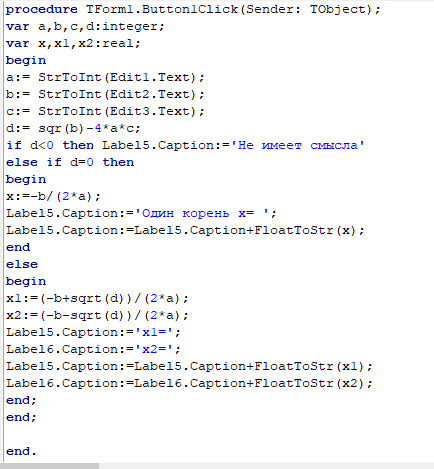 procedure TForm1.Button1Click(Sender: TObject);
var a,b,c,d:integer;
var x,x1,x2:real;
begin
a:= StrToInt(Edit1.Text);
b:= StrToInt(Edit2.Text);
c:= StrToInt(Edit3.Text);
d:= sqr(b)-4*a*c;
if d<0 then Label5.Caption:='Не имеет смысла'
else if d=0 then
begin
x:=-b/(2*a);
Label5.Caption:='Один корень x= ';
Label5.Caption:=Label5.Caption+FloatToStr(x);
end
else
begin
x1:=(-b+sqrt(d))/(2*a);
x2:=(-b-sqrt(d))/(2*a);
Label5.Caption:='x1=';
Label6.Caption:='x2=';
Label5.Caption:=Label5.Caption+FloatToStr(x1);
Label6.Caption:=Label6.Caption+FloatToStr(x2);
end;
end;
end.